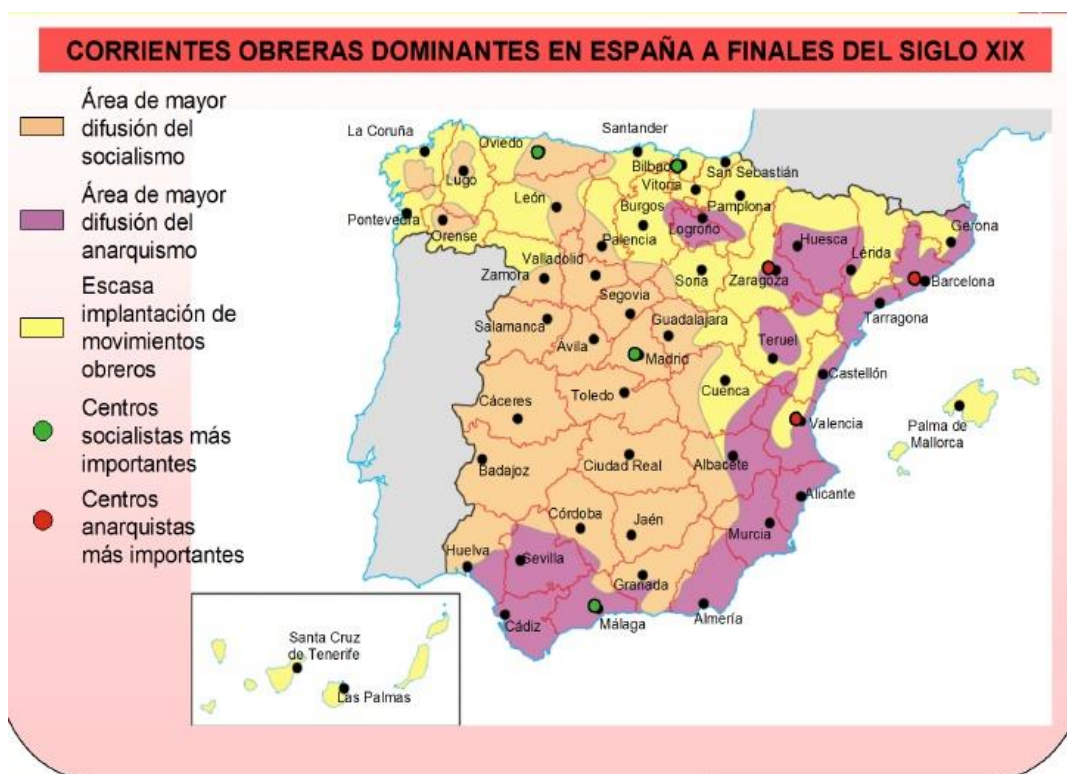 CORRIENTES OBRERAS DOMINANTES EN ESPAÑA A FINALES DEL SIGLO XIX
Área de mayor
difusión del
socialismo
Área de mayor
difusión del
anarquismo
Escasa
implantación de
movimientos
obreros
Centros
socialistas más
importantes
Centros
anarquistas
más importantes
La Coruña
Oviedo
Santander
Bilbao
San Sebastián
Lugo
Vitoria
Pamplona
León
Burgos
Logroño
Pontevedra
Orense
Palencia
Huesca
Gerona
Lérida
Valladolid
Zamora
Soria
Zaragoza
Barcelona
Segovia
Tarragona
Salamanca
Guadalajara
Ávila
Teruel
Madrid
Castellón
Cuenca
Toledo
Cáceres
Valencia
Palma de
Mallorca
Badajoz
Ciudad Real
Albacete
Alicante
Córdoba
Jaén
Murcia
Huelva
Sevilla
Granada
Cádiz
Málaga
Almería
Santa Cruz
de Tenerife
Las Palmas